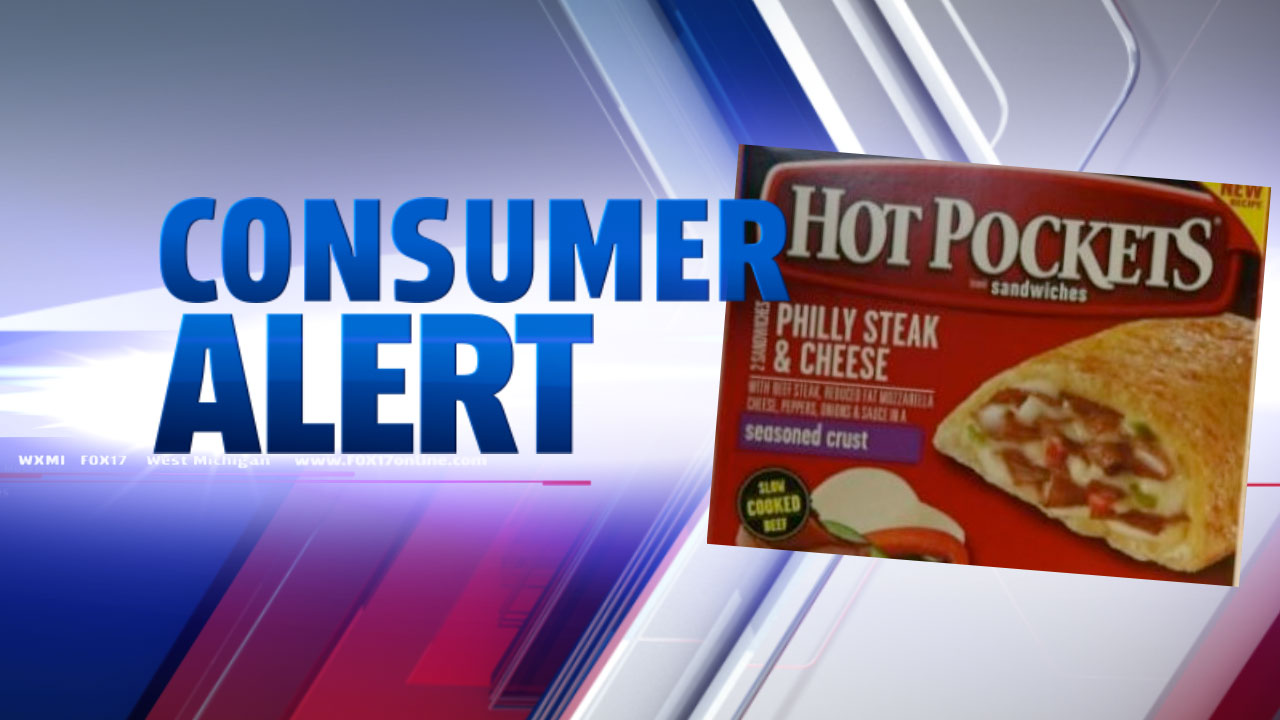 CONSUMER
ALERT
WXMI FOX17 West Michigan www.FOX17online.com
NEW
RECIPE
HOT POCKETS®
sandwiches
2 SANDWICHES
PHILLY STEAK
& CHEESE
WITH BEEF STEAK, REDUCED FAT MOZZARELLA
CHEESE, PEPPERS, ONIONS & SAUCE IN A
seasoned crust
SLOW
COOKED
BEEF